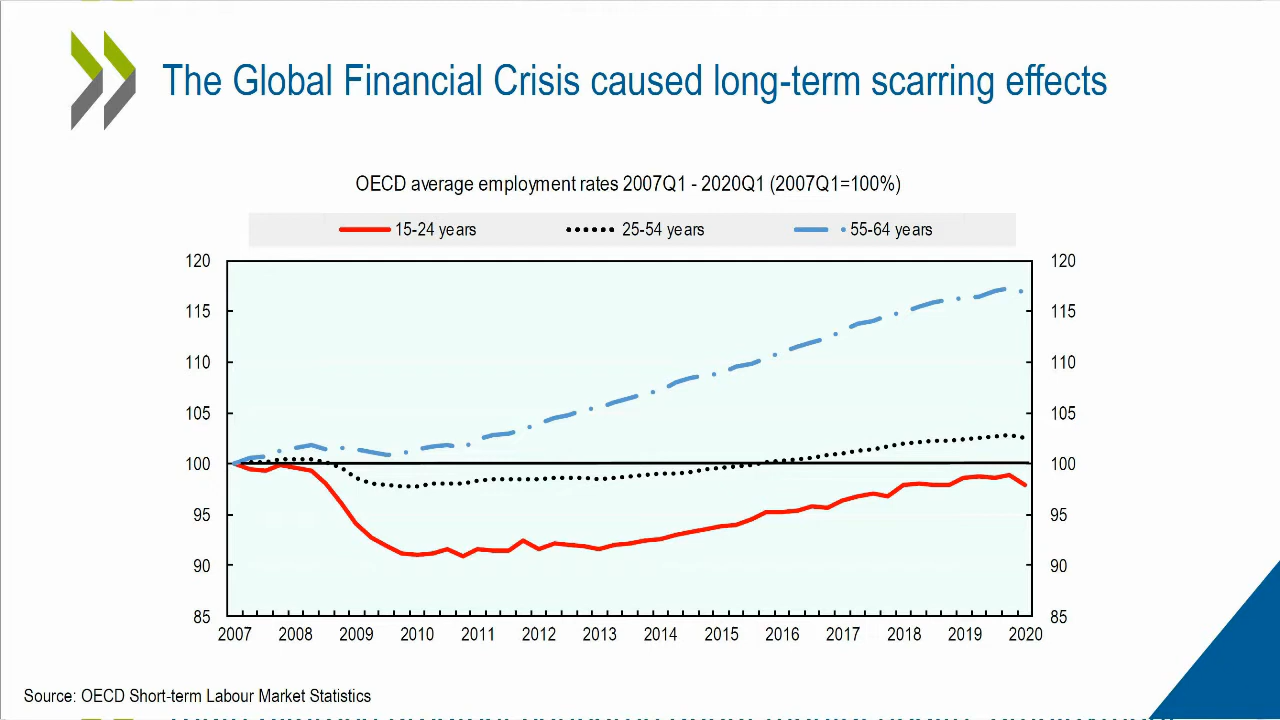 The Global Financial Crisis caused long-term scarring effects
OECD average employment rates 2007Q1 - 2020Q1 (2007Q1=100%)
15-24 years 25-54 years 55-64 years
120 120
115 115
110 110
105 105
100 100
95 95
90 90
85 85
2007 2008 2009 2010 2011 2012 2013 2014 2015 2016 2017 2018 2019 2020
Source: OECD Short-term Labour Market Statistics